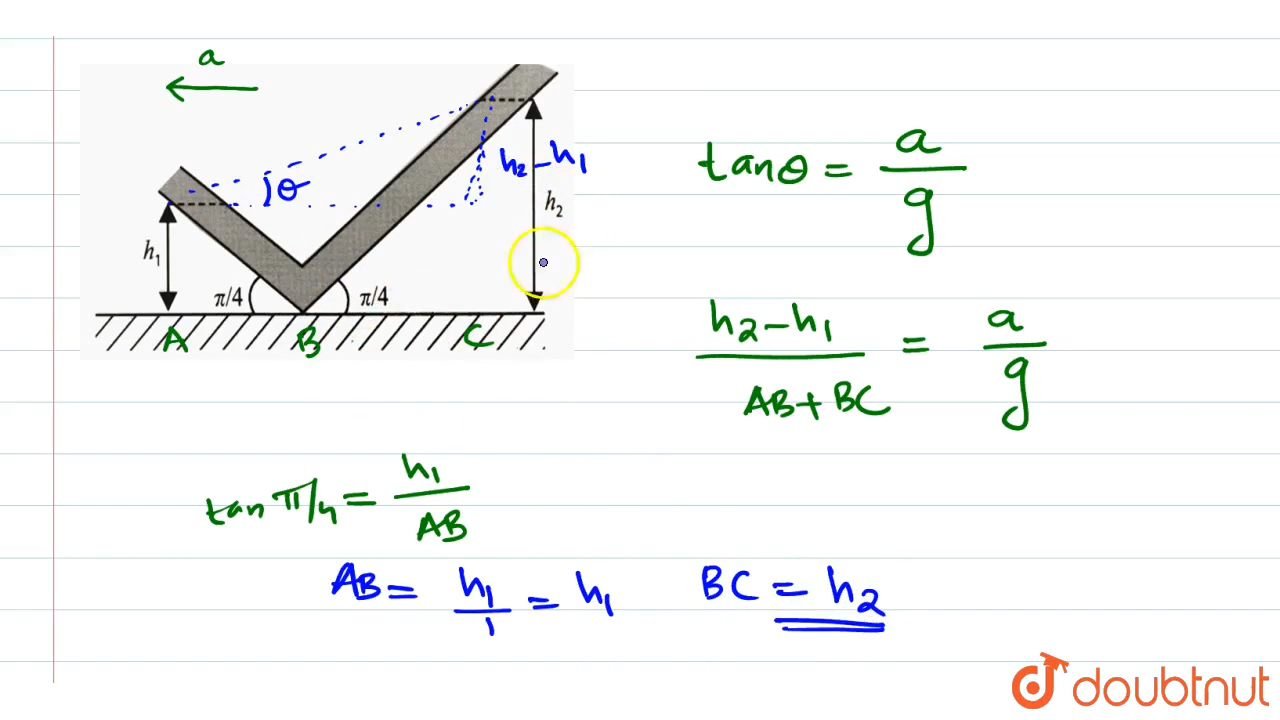 a
h₂-h₁
θ
h₁
h₂
π/4
π/4
A B C
tanθ = a/g
h₂-h₁/AB+BC = a/g
tan π/4 = h₁/AB
AB = h₁/1 = h₁
BC = h₂
doubtnut